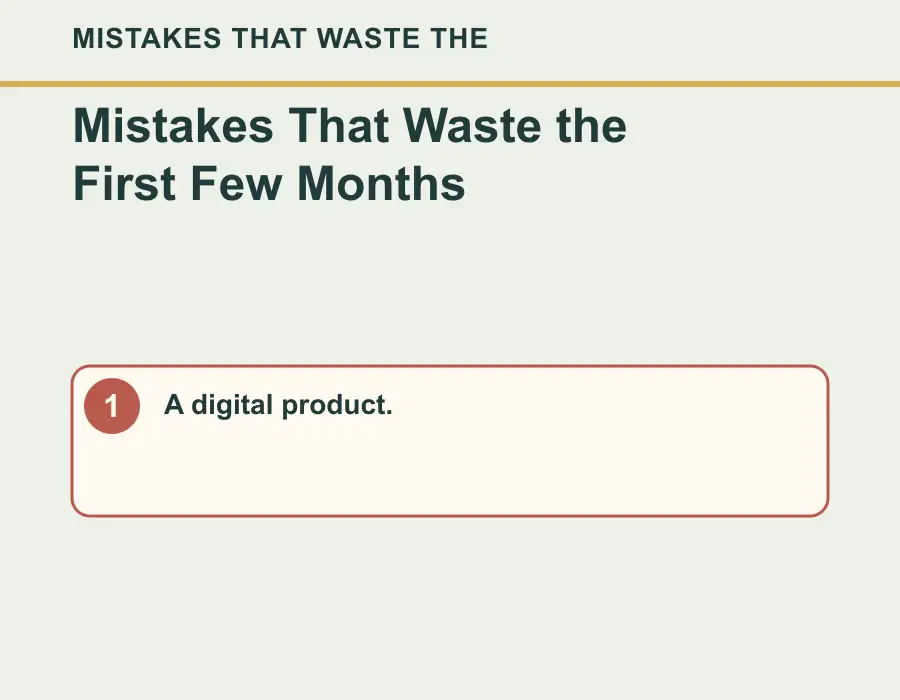 MISTAKES THAT WASTE THE
Mistakes That Waste the
First Few Months
1
A digital product.